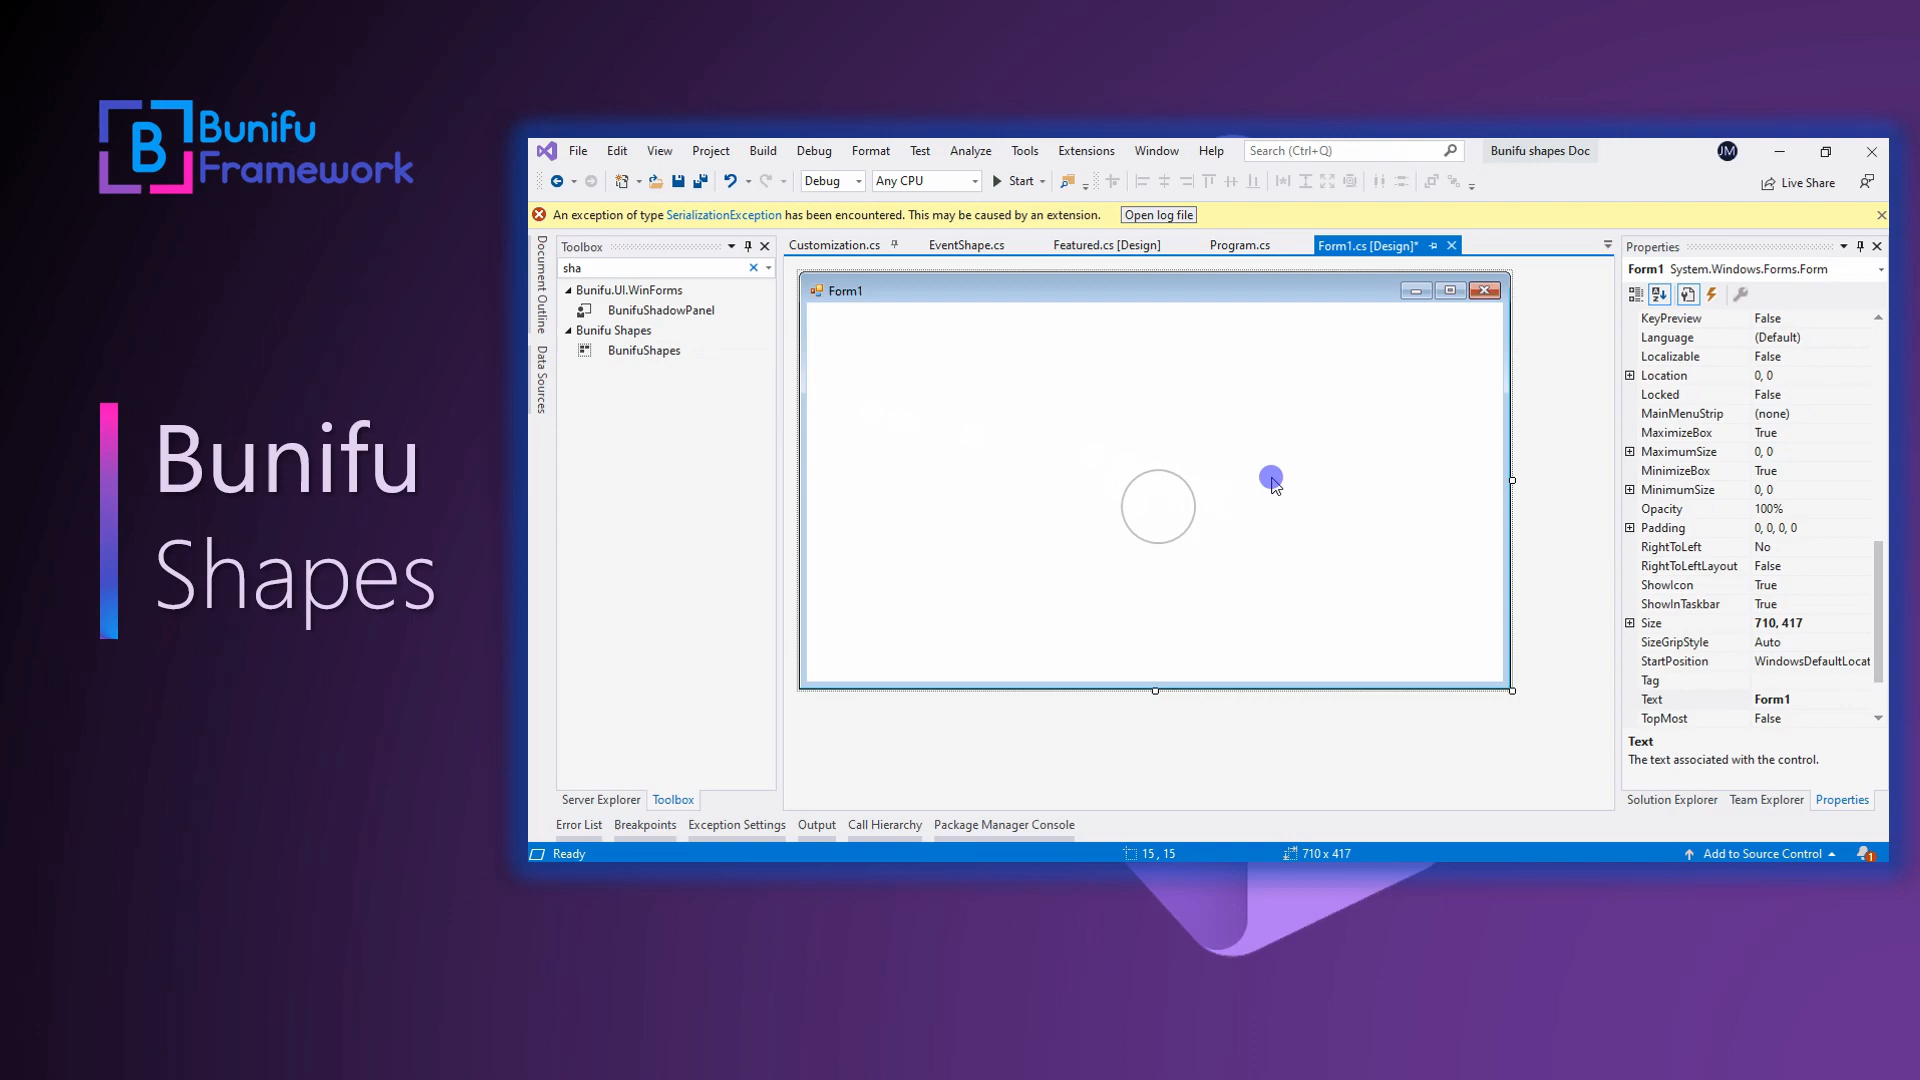 B
Bunifu
Framework
Bunifu
Shapes
File Edit View Project Build Debug Format Test Analyze Tools Extensions Window Help Search (Ctrl+Q) Bunifu shapes Doc JM
Debug Any CPU Start Live Share
An exception of type SerializationException has been encountered. This may be caused by an extension. Open log file
Document Outline
Data Sources
Toolbox
sha
Bunifu.UI.WinForms
BunifuShadowPanel
Bunifu Shapes
BunifuShapes
Server Explorer Toolbox
Customization.cs EventShape.cs Featured.cs [Design] Program.cs Form1.cs [Design]*
Form1
Properties
Form1 System.Windows.Forms.Form
KeyPreview False
Language (Default)
Localizable False
Location 0, 0
Locked False
MainMenuStrip (none)
MaximizeBox True
MaximumSize 0, 0
MinimizeBox True
MinimumSize 0, 0
Opacity 100%
Padding 0, 0, 0, 0
RightToLeft No
RightToLeftLayout False
ShowIcon True
ShowInTaskbar True
Size 710, 417
SizeGripStyle Auto
StartPosition WindowsDefaultLocat
Tag
Text Form1
TopMost False
Text
The text associated with the control.
Solution Explorer Team Explorer Properties
Error List Breakpoints Exception Settings Output Call Hierarchy Package Manager Console
Ready 15 , 15 710 x 417 Add to Source Control 1